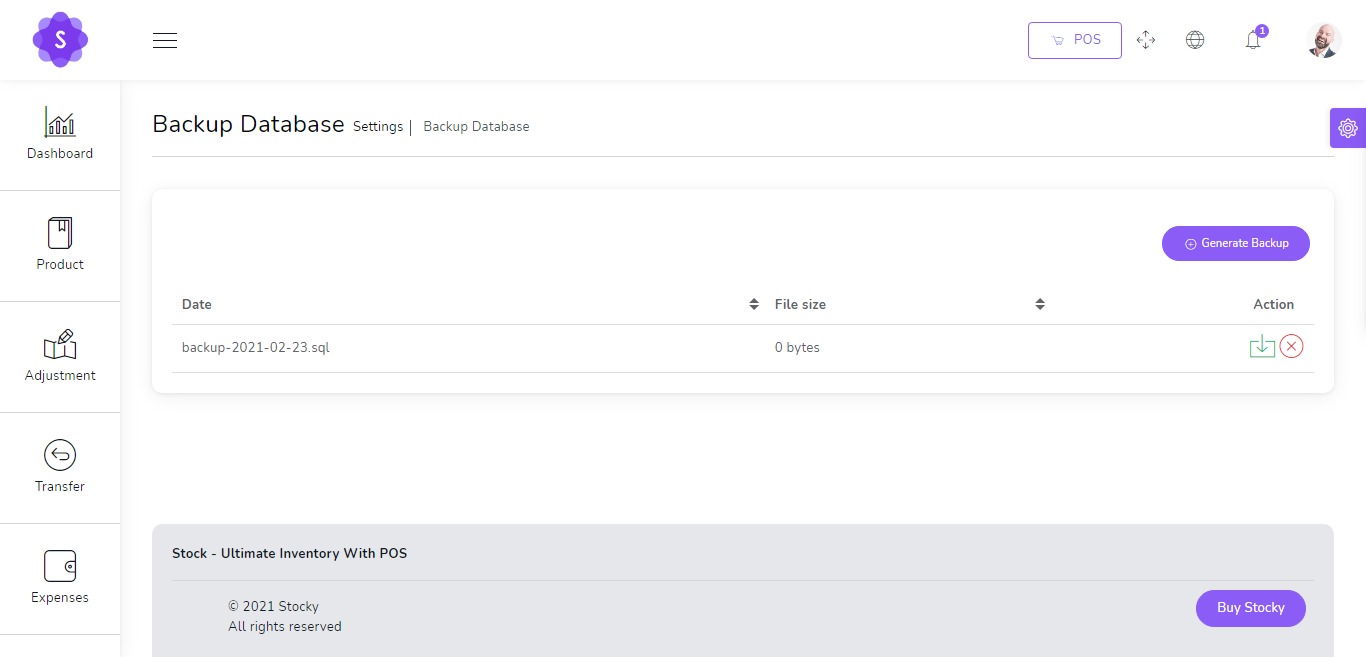 S
POS
1
Backup Database Settings | Backup Database
Dashboard
Product
Adjustment
Transfer
Expenses
Generate Backup
Date File size Action
backup-2021-02-23.sql 0 bytes
Stock - Ultimate Inventory With POS
© 2021 Stocky
All rights reserved
Buy Stocky